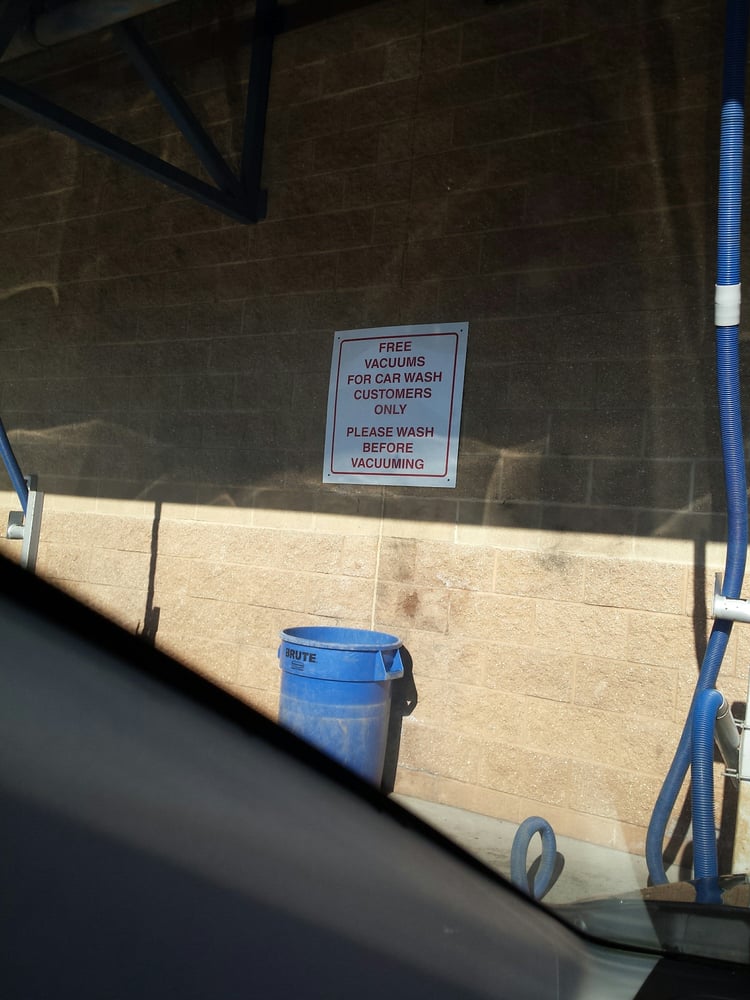 FREE
VACUUMS
FOR CAR WASH
CUSTOMERS
ONLY
PLEASE WASH
BEFORE
VACUUMING
BRUTE